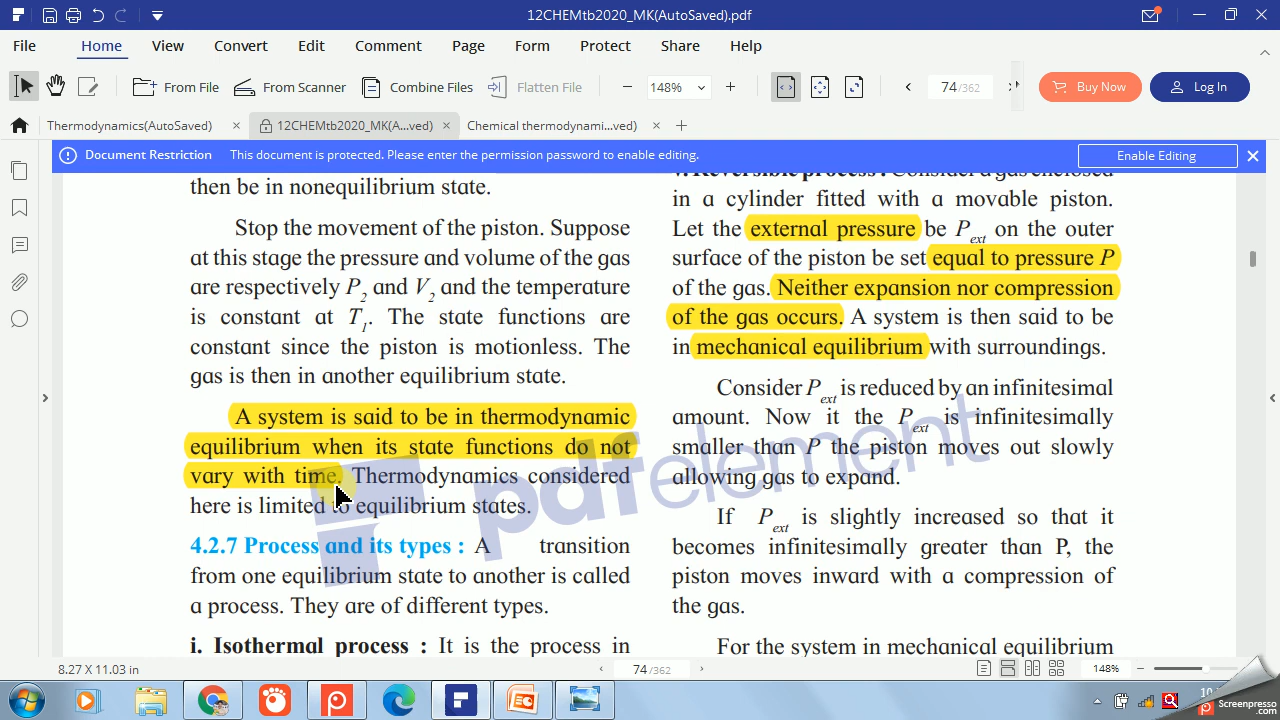 12CHEMtb2020_MK(AutoSaved).pdf
File Home View Convert Edit Comment Page Form Protect Share Help
From File From Scanner Combine Files Flatten File 148% 74/362 Buy Now Log In
Thermodynamics(AutoSaved) 12CHEMtb2020_MK(A...ved) Chemical thermodynami...ved)
Document Restriction This document is protected. Please enter the permission password to enable editing. Enable Editing
then be in nonequilibrium state.
Stop the movement of the piston. Suppose
at this stage the pressure and volume of the gas
are respectively P2 and V2 and the temperature
is constant at T1. The state functions are
constant since the piston is motionless. The
gas is then in another equilibrium state.
A system is said to be in thermodynamic
equilibrium when its state functions do not
vary with time. Thermodynamics considered
here is limited to equilibrium states.
4.2.7 Process and its types : A transition
from one equilibrium state to another is called
a process. They are of different types.
i. Isothermal process : It is the process in
v. Reversible process : Consider a gas enclosed
in a cylinder fitted with a movable piston.
Let the external pressure be Pext on the outer
surface of the piston be set equal to pressure P
of the gas. Neither expansion nor compression
of the gas occurs. A system is then said to be
in mechanical equilibrium with surroundings.
Consider Pext is reduced by an infinitesimal
amount. Now it the Pext is infinitesimally
smaller than P the piston moves out slowly
allowing gas to expand.
If Pext is slightly increased so that it
becomes infinitesimally greater than P, the
piston moves inward with a compression of
the gas.
For the system in mechanical equilibrium
pdfelement
8.27 X 11.03 in 74/362 148%
Screenpresso
.com